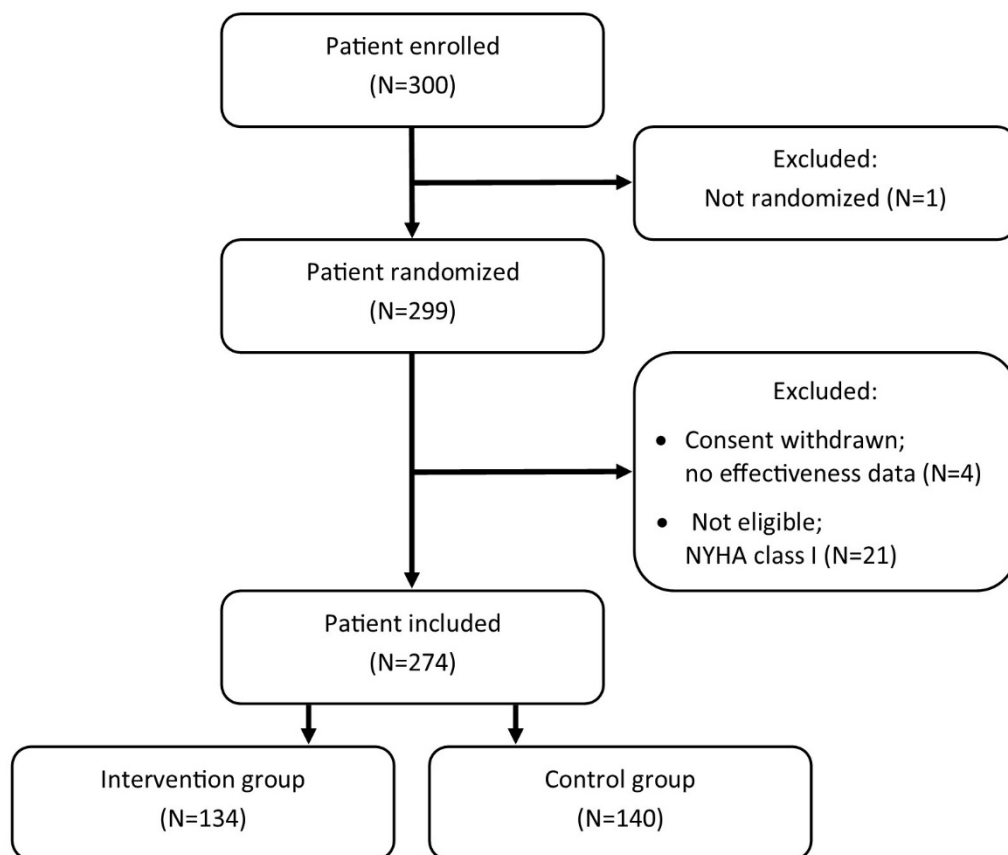 Patient enrolled
(N=300)
Excluded:
Not randomized (N=1)
Patient randomized
(N=299)
Excluded:
• Consent withdrawn;
no effectiveness data (N=4)
• Not eligible;
NYHA class I (N=21)
Patient included
(N=274)
Intervention group
(N=134)
Control group
(N=140)